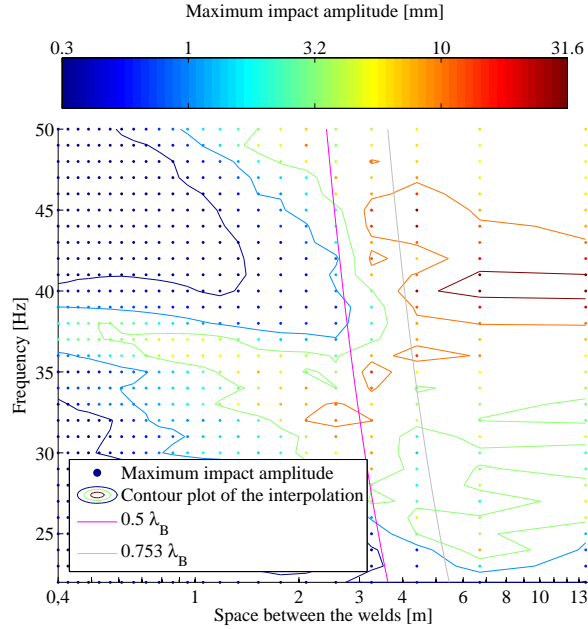 Maximum impact amplitude [mm]
0.3 1 3.2 10 31.6
50
45
40
35
30
25
Frequency [Hz]
Maximum impact amplitude
Contour plot of the interpolation
0.5 λB
0.753 λB
0,4 1 2 3 4 6 8 10 13
Space between the welds [m]